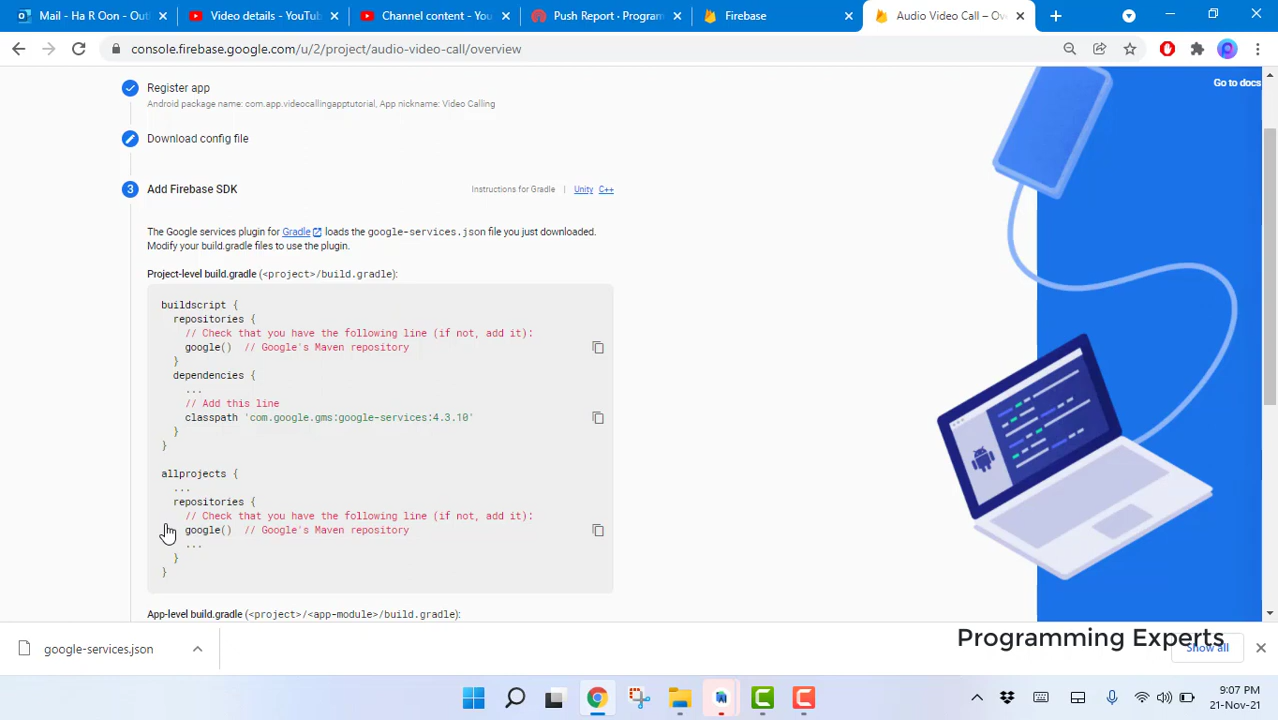 Mail - Ha R Oon - Outl
Video details - YouTu
Channel content - You
Push Report · Program
Firebase
Audio Video Call – Ov
console.firebase.google.com/u/2/project/audio-video-call/overview
Go to docs
Register app
Android package name: com.app.videocallingapptutorial, App nickname: Video Calling
Download config file
3 Add Firebase SDK
Instructions for Gradle | Unity C++
The Google services plugin for Gradle loads the google-services.json file you just downloaded.
Modify your build.gradle files to use the plugin.
Project-level build.gradle (<project>/build.gradle):
buildscript {
repositories {
// Check that you have the following line (if not, add it):
google() // Google's Maven repository
}
dependencies {
...
// Add this line
classpath 'com.google.gms:google-services:4.3.10'
}
}
allprojects {
...
repositories {
// Check that you have the following line (if not, add it):
google() // Google's Maven repository
...
}
}
App-level build.gradle (<project>/<app-module>/build.gradle):
google-services.json
Programming Experts
Show all
9:07 PM
21-Nov-21